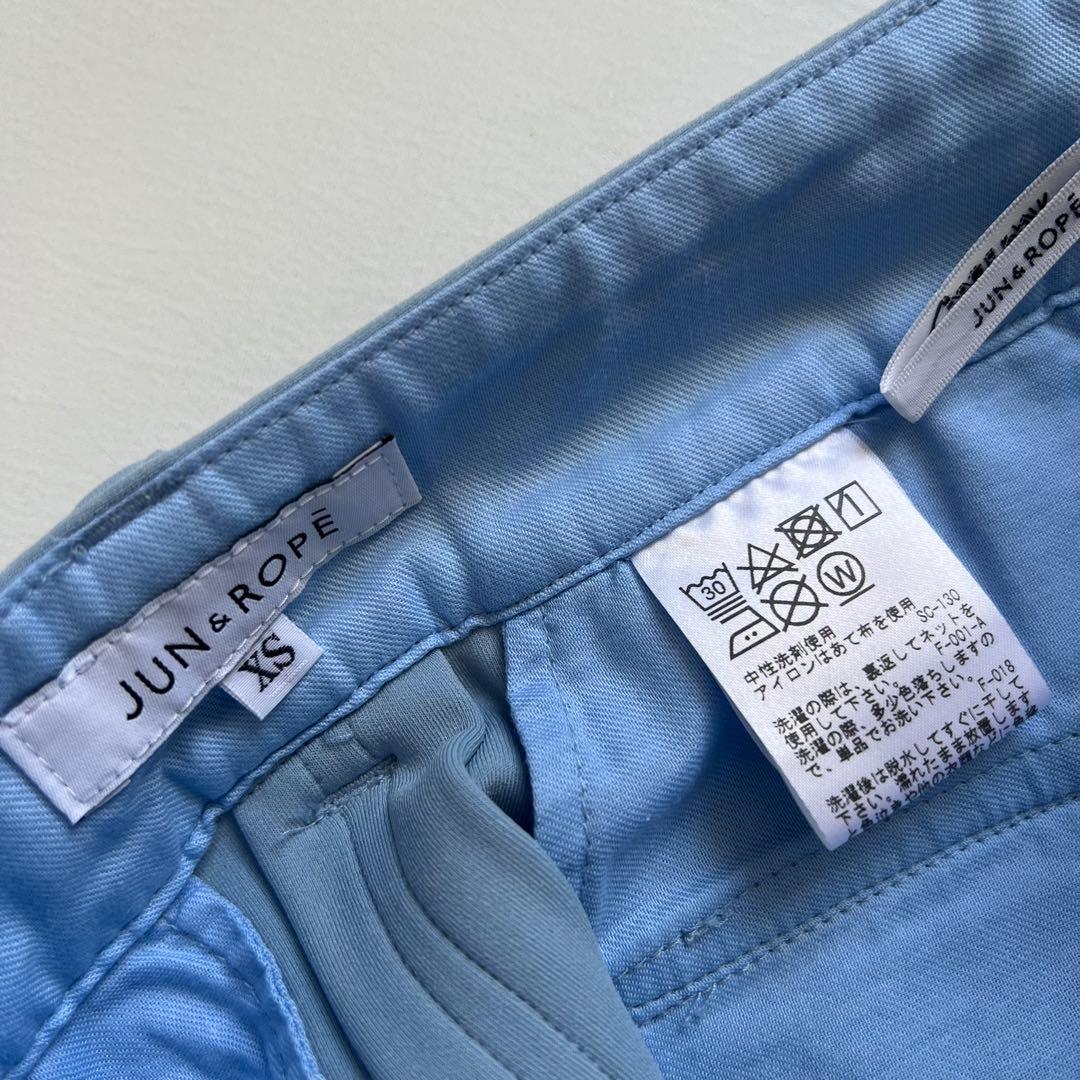 JUN & ROPĒ
XS
JUN & ROPĒ
30
W
中性洗剤使用
アイロンはあて布を使用
SC-130
洗濯の際は、裏返してネットを
使用して下さい。
F-001-A
洗濯の際、多少色落ちしますの
で、単品でお洗い下さい。
F-018
洗濯後は脱水してすぐに干して
下さい。濡れたまま放置します